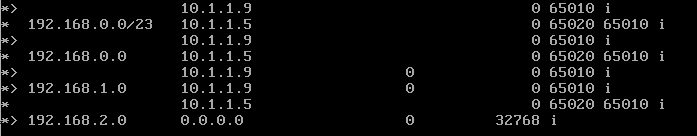 *>                  10.1.1.9                               0 65010 i
*  192.168.0.0/23   10.1.1.5                               0 65020 65010 i
*>                  10.1.1.9                               0 65010 i
*  192.168.0.0      10.1.1.5                               0 65020 65010 i
*>                  10.1.1.9                 0             0 65010 i
*> 192.168.1.0      10.1.1.9                 0             0 65010 i
*                   10.1.1.5                               0 65020 65010 i
*> 192.168.2.0      0.0.0.0                  0         32768 i